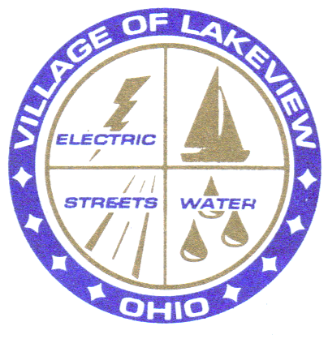 VILLAGE OF LAKEVIEW
ELECTRIC
STREETS
WATER
OHIO